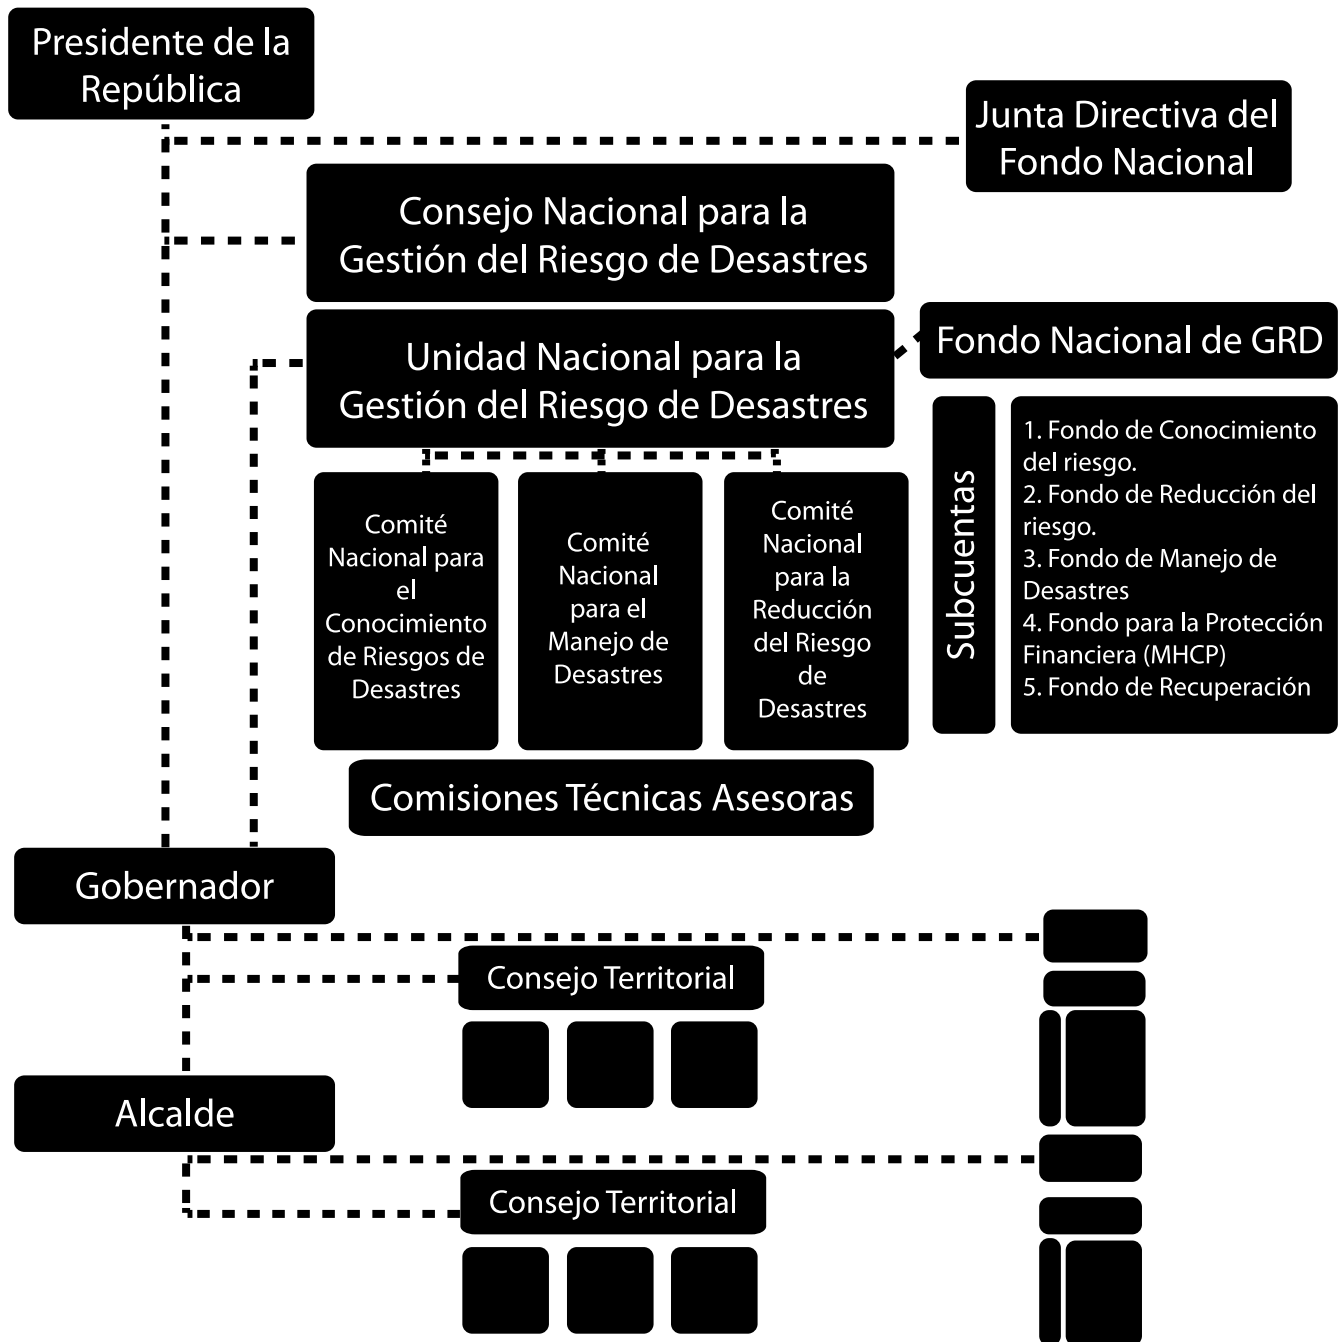 Presidente de la
República
Junta Directiva del
Fondo Nacional
Consejo Nacional para la
Gestión del Riesgo de Desastres
Unidad Nacional para la
Gestión del Riesgo de Desastres
Fondo Nacional de GRD
Comité
Nacional para
el
Conocimiento
de Riesgos de
Desastres
Comité
Nacional
para el
Manejo de
Desastres
Comité
Nacional
para la
Reducción
del Riesgo
de
Desastres
Subcuentas
1. Fondo de Conocimiento
del riesgo.
2. Fondo de Reducción del
riesgo.
3. Fondo de Manejo de
Desastres
4. Fondo para la Protección
Financiera (MHCP)
5. Fondo de Recuperación
Comisiones Técnicas Asesoras
Gobernador
Consejo Territorial
Alcalde
Consejo Territorial